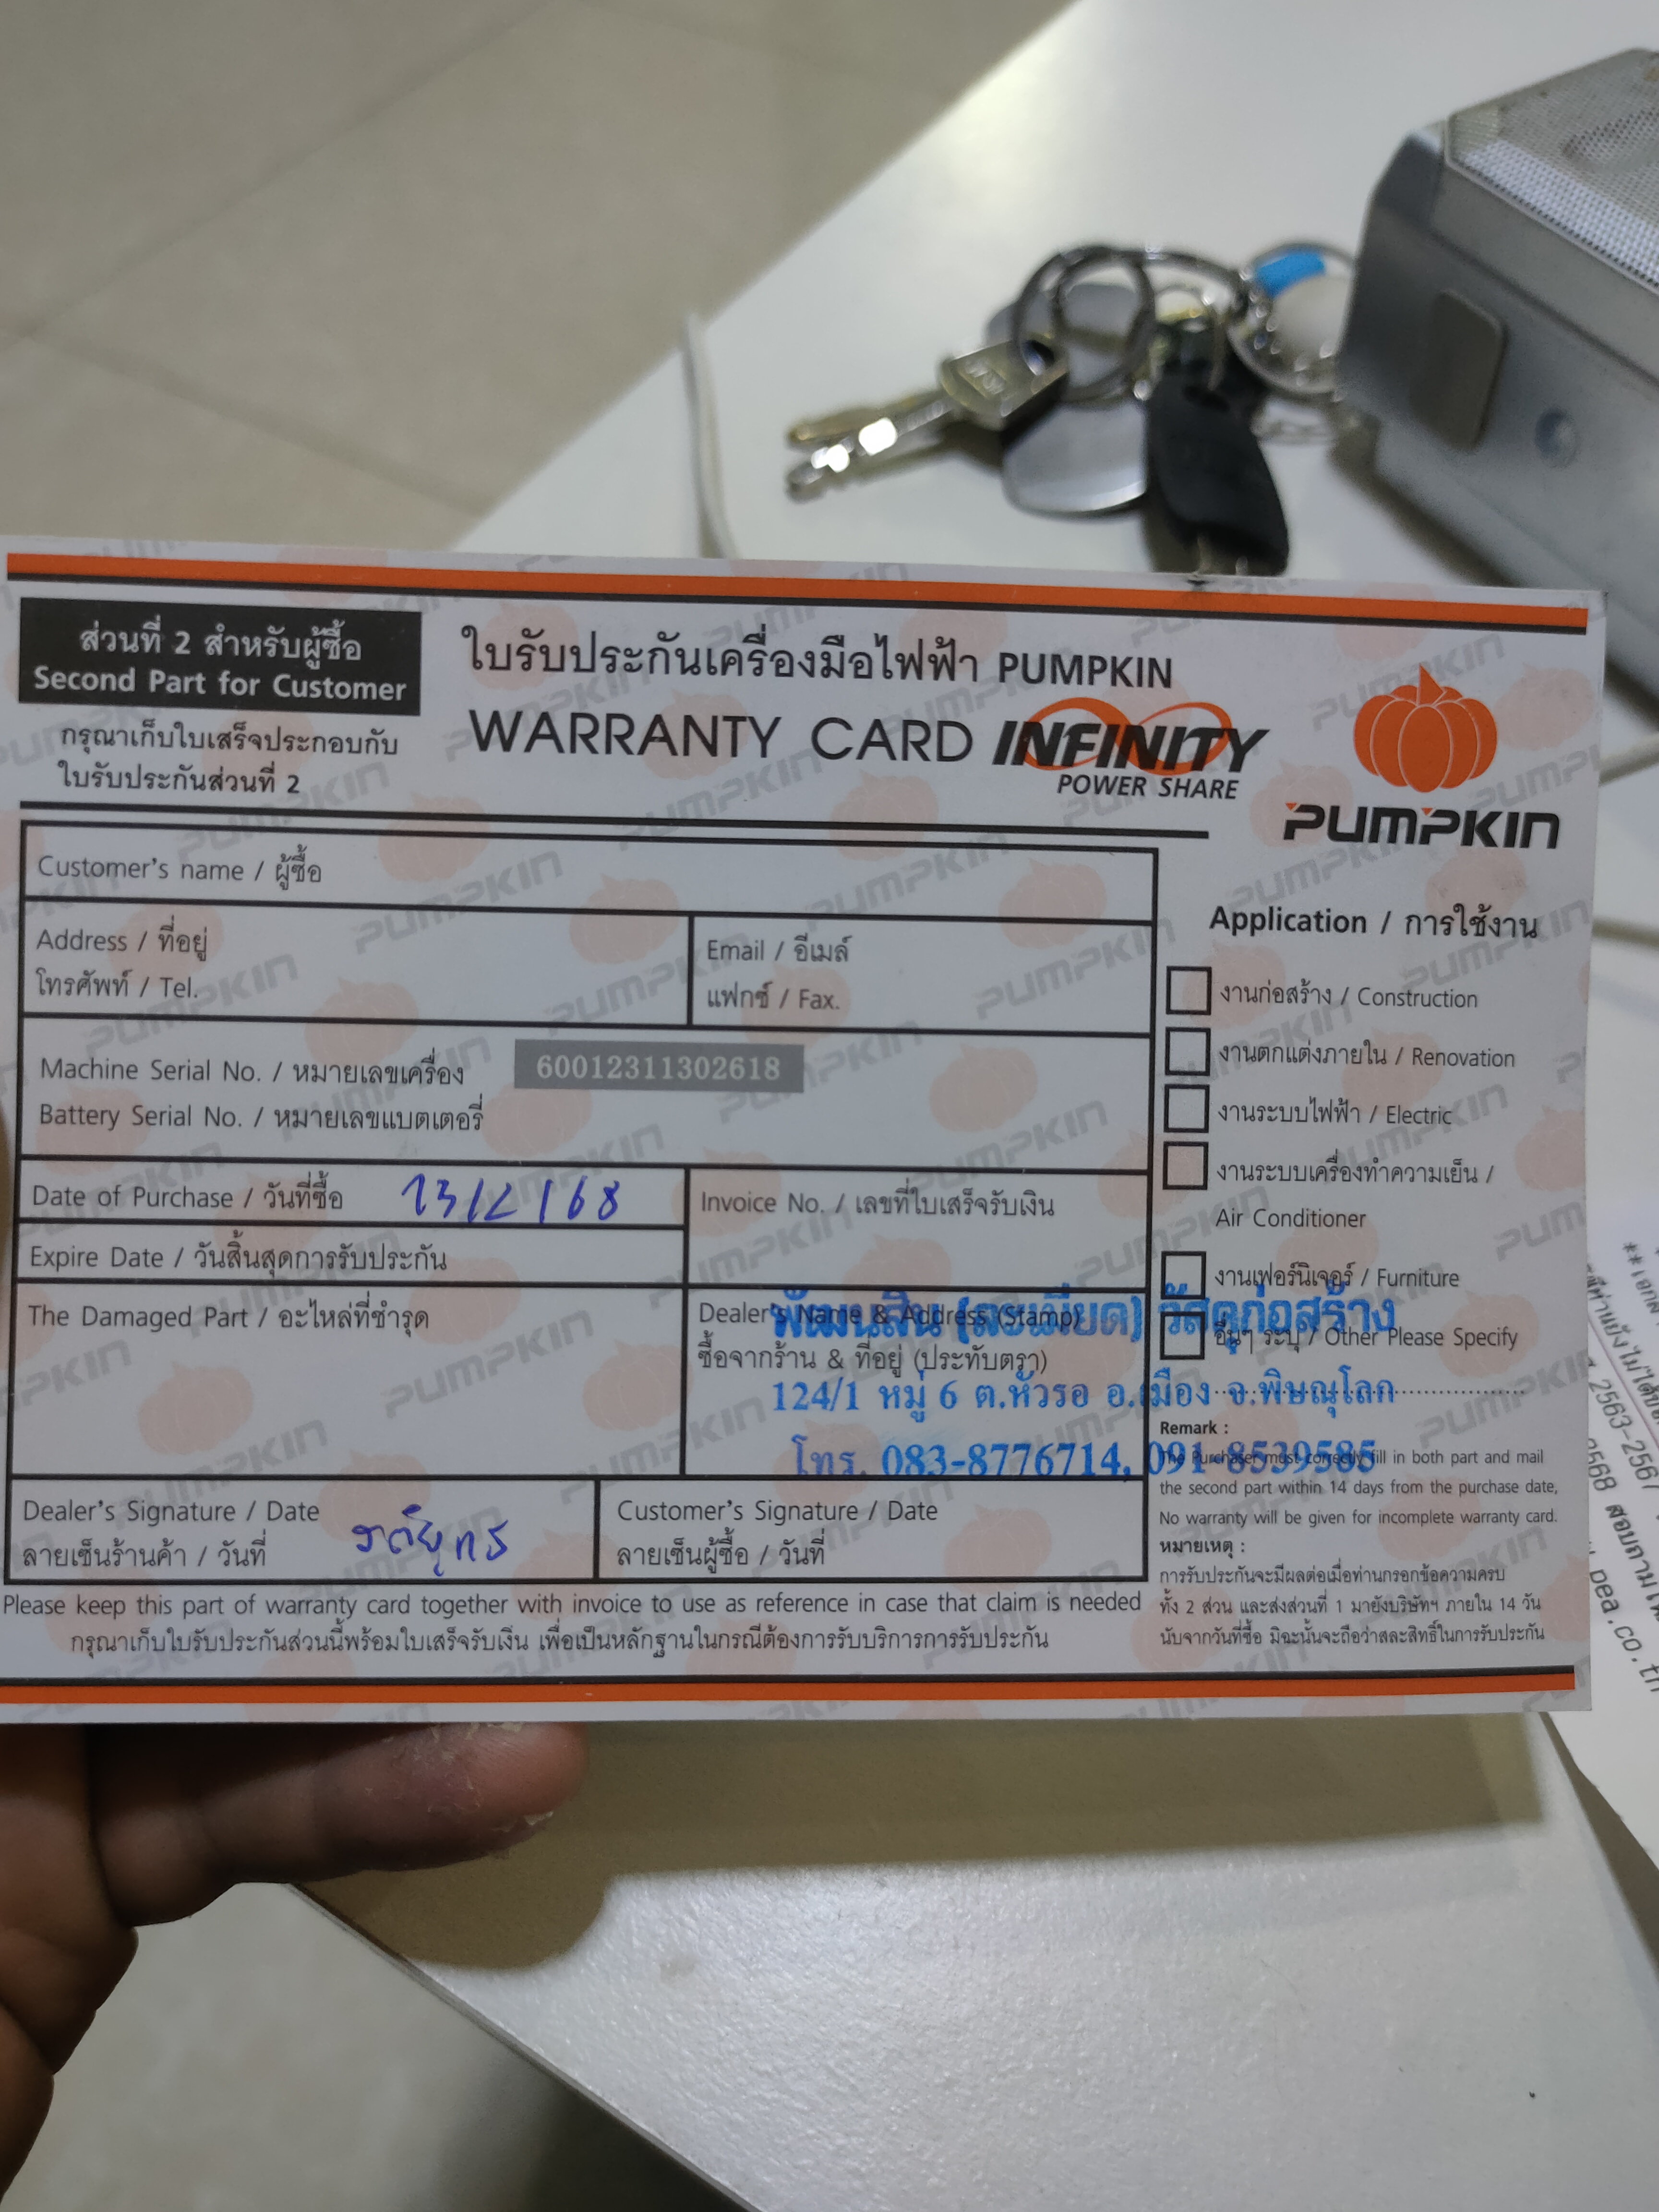 ส่วนที่ 2 สำหรับผู้ซื้อ
Second Part for Customer
กรุณาเก็บใบเสร็จประกอบกับ
ใบรับประกันส่วนที่ 2
ใบรับประกันเครื่องมือไฟฟ้า PUMPKIN
WARRANTY CARD INFINITY
POWER SHARE
PUMPKIN
Customer's name / ผู้ซื้อ
Address / ที่อยู่
โทรศัพท์ / Tel.
Email / อีเมล์
แฟกซ์ / Fax.
Machine Serial No. / หมายเลขเครื่อง 60012311302618
Battery Serial No. / หมายเลขแบตเตอรี่
Date of Purchase / วันที่ซื้อ
Invoice No. / เลขที่ใบเสร็จรับเงิน
Expire Date / วันสิ้นสุดการรับประกัน
The Damaged Part / อะไหล่ที่ชำรุด
Dealer's Name & Address (Stamp)
ซื้อจากร้าน & ที่อยู่ (ประทับตรา)
วัสดุก่อสร้าง
124/1 หมู่ 6 ต.หัวรอ อ.เมือง จ.พิษณุโลก
โทร. 083-8776714, 091-8539585
Dealer's Signature / Date
ลายเซ็นร้านค้า / วันที่
Customer's Signature / Date
ลายเซ็นผู้ซื้อ / วันที่
Please keep this part of warranty card together with invoice to use as reference in case that claim is needed
กรุณาเก็บใบรับประกันส่วนนี้พร้อมใบเสร็จรับเงิน เพื่อเป็นหลักฐานในกรณีต้องการรับบริการการรับประกัน
Application / การใช้งาน
งานก่อสร้าง / Construction
งานตกแต่งภายใน / Renovation
งานระบบไฟฟ้า / Electric
งานระบบเครื่องทำความเย็น /
Air Conditioner
งานเฟอร์นิเจอร์ / Furniture
อื่นๆ ระบุ / Other Please Specify
Remark :
The Purchaser must correctly fill in both part and mail
the second part within 14 days from the purchase date,
No warranty will be given for incomplete warranty card.
หมายเหตุ :
การรับประกันจะมีผลต่อเมื่อท่านกรอกข้อความครบ
ทั้ง 2 ส่วน และส่งส่วนที่ 1 มายังบริษัทฯ ภายใน 14 วัน
นับจากวันที่ซื้อ มิฉะนั้นจะถือว่าสละสิทธิ์ในการรับประกัน